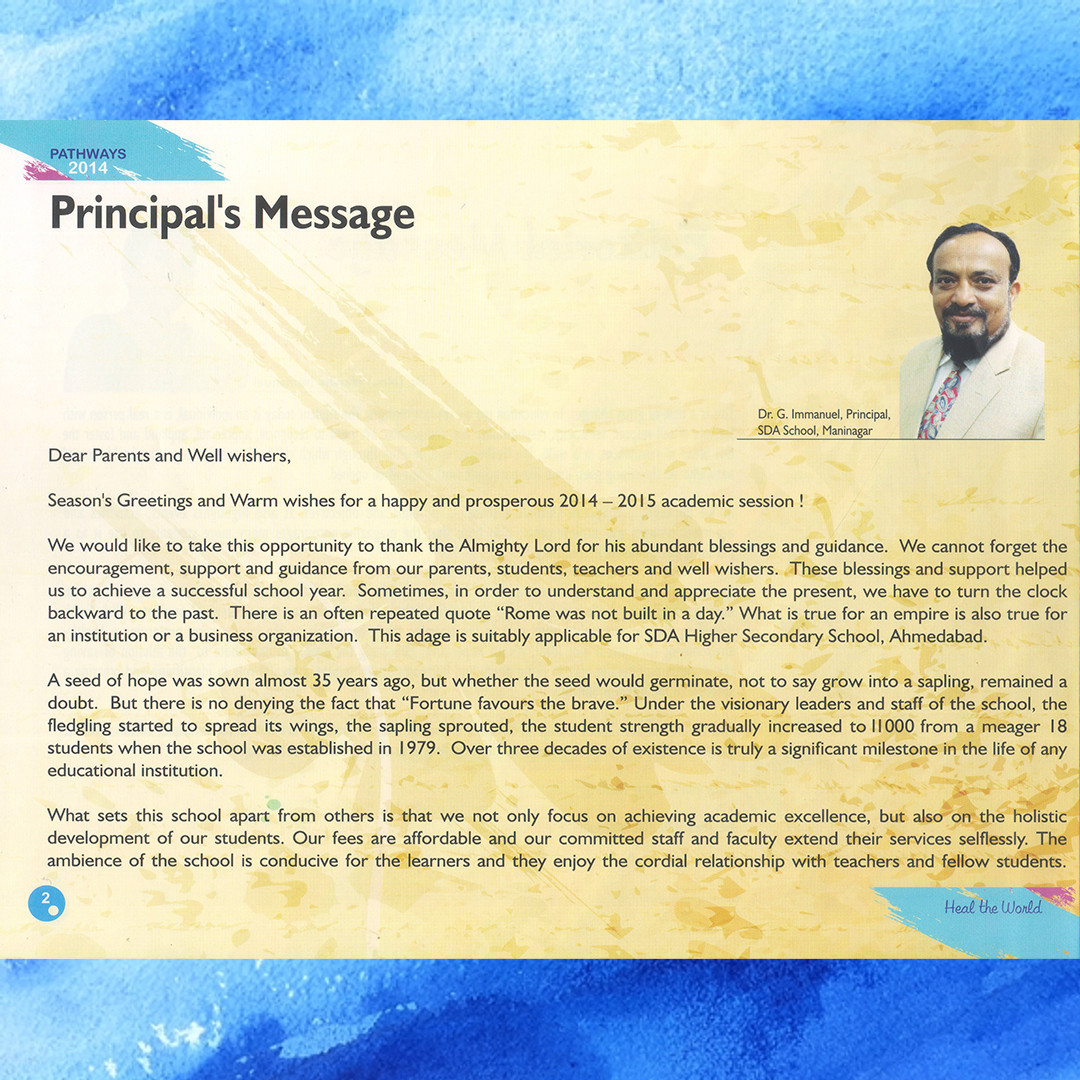 PATHWAYS
2014
Principal's Message
Dr. G. Immanuel, Principal,
SDA School, Maninagar
Dear Parents and Well wishers,
Season's Greetings and Warm wishes for a happy and prosperous 2014 – 2015 academic session !
We would like to take this opportunity to thank the Almighty Lord for his abundant blessings and guidance. We cannot forget the
encouragement, support and guidance from our parents, students, teachers and well wishers. These blessings and support helped
us to achieve a successful school year. Sometimes, in order to understand and appreciate the present, we have to turn the clock
backward to the past. There is an often repeated quote “Rome was not built in a day.” What is true for an empire is also true for
an institution or a business organization. This adage is suitably applicable for SDA Higher Secondary School, Ahmedabad.
A seed of hope was sown almost 35 years ago, but whether the seed would germinate, not to say grow into a sapling, remained a
doubt. But there is no denying the fact that “Fortune favours the brave.” Under the visionary leaders and staff of the school, the
fledgling started to spread its wings, the sapling sprouted, the student strength gradually increased to 11000 from a meager 18
students when the school was established in 1979. Over three decades of existence is truly a significant milestone in the life of any
educational institution.
What sets this school apart from others is that we not only focus on achieving academic excellence, but also on the holistic
development of our students. Our fees are affordable and our committed staff and faculty extend their services selflessly. The
ambience of the school is conducive for the learners and they enjoy the cordial relationship with teachers and fellow students.
2
Heal the World